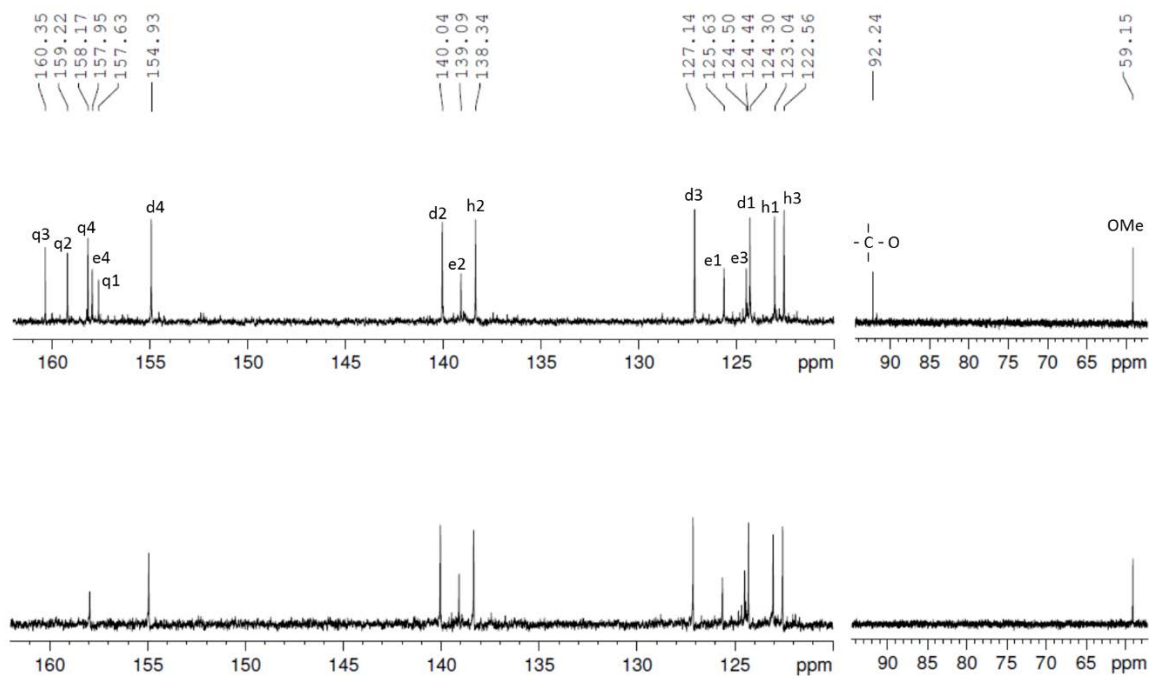 160.35
159.22
158.17
157.95
157.63
154.93
140.04
139.09
138.34
127.14
125.63
124.50
124.44
124.30
123.04
122.56
92.24
59.15
q3
q2
q4
e4
q1
d4
d2
e2
h2
d3
e1
e3
d1
h1
h3
- C - O
OMe
160 155 150 145 140 135 130 125 ppm
90 85 80 75 70 65 ppm
160 155 150 145 140 135 130 125 ppm
90 85 80 75 70 65 ppm